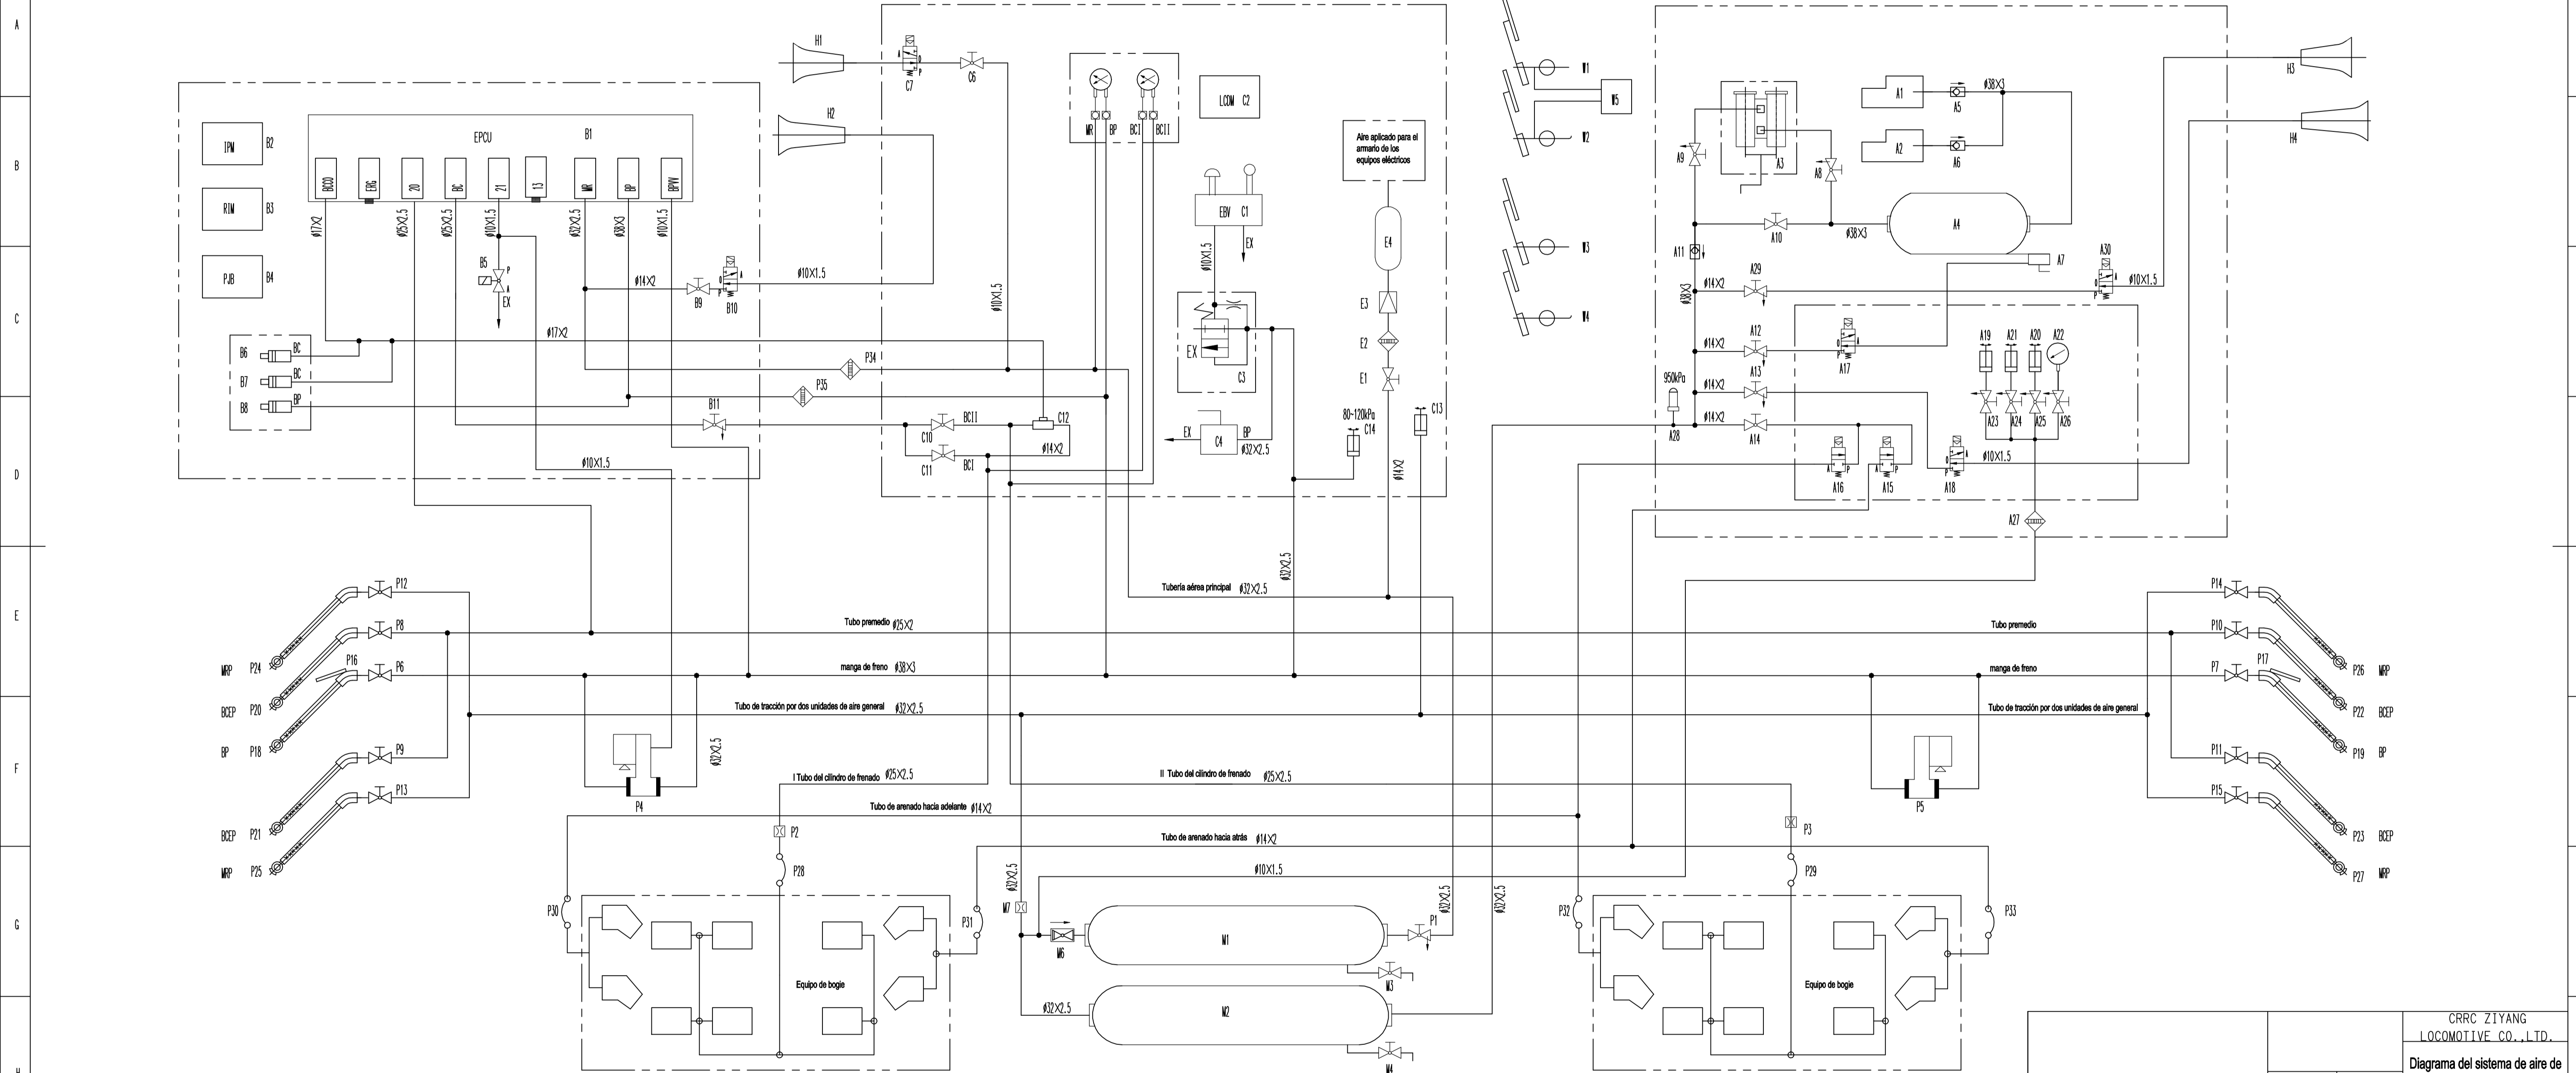 A
B
C
D
E
F
G
H
IPM B2
RIM B3
PJB B4
EPCU B1
BCCO
ERG
20
BC
21
13
MR
BP
BPVV
ϕ17×2
ϕ25×2.5
ϕ25×2.5
ϕ10×1.5
ϕ32×2.5
ϕ38×3
ϕ10×1.5
B5
P
A
EX
ϕ14×2
B9
B10
A
O
P
ϕ10×1.5
ϕ17×2
B6 BC
B7 BC
B8 BP
P34
P35
B11
ϕ10×1.5
H1
H2
A
O
P
C7
C6
ϕ10×1.5
MR
BP
BCI
BCII
LCDM C2
Aire aplicado para el
armario de los
equipos eléctricos
EBV C1
EX
ϕ10×1.5
E4
E3
E2
E1
EX
C3
EX
C4
BP
ϕ32×2.5
80~120kPa
C14
C13
C12
C10
BCII
C11
BCI
ϕ14×2
ϕ14×2
ϕ32×2.5
W1
W2
W5
W3
W4
A1
A2
A5
A6
ϕ38×3
A3
A9
A8
A4
A10
ϕ38×3
A7
A11
ϕ38×3
ϕ14×2
A29
A30
A
O
P
ϕ10×1.5
ϕ14×2
A12
A
O
P
A17
ϕ14×2
A13
950kPa
A28
ϕ14×2
A14
A19
A21
A20
A22
A23
A24
A25
A26
A
P
A16
A
P
A15
A
O
P
A18
ϕ10×1.5
A27
H3
H4
P12
P8
P16
P6
MRP P24
BCEP P20
BP P18
P9
P13
BCEP P21
MRP P25
Tubería aérea principal ϕ32×2.5
Tubo premedio ϕ25×2
Tubo premedio
manga de freno ϕ38×3
manga de freno
Tubo de tracción por dos unidades de aire general ϕ32×2.5
Tubo de tracción por dos unidades de aire general
P14
P10
P7
P17
P26 MRP
P22 BCEP
P19 BP
P11
P15
P23 BCEP
P27 MRP
P4
ϕ32×2.5
P5
I Tubo del cilindro de frenado ϕ25×2.5
II Tubo del cilindro de frenado ϕ25×2.5
Tubo de arenado hacia adelante ϕ14×2
Tubo de arenado hacia atrás ϕ14×2
P2
P28
P3
P29
ϕ10×1.5
ϕ32×2.5
ϕ32×2.5
ϕ32×2.5
P30
P31
P32
P33
M7
M6
M1
P1
M3
ϕ32×2.5
M2
M4
Equipo de bogie
Equipo de bogie
CRRC ZIYANG
LOCOMOTIVE CO.,LTD.
Diagrama del sistema de aire de